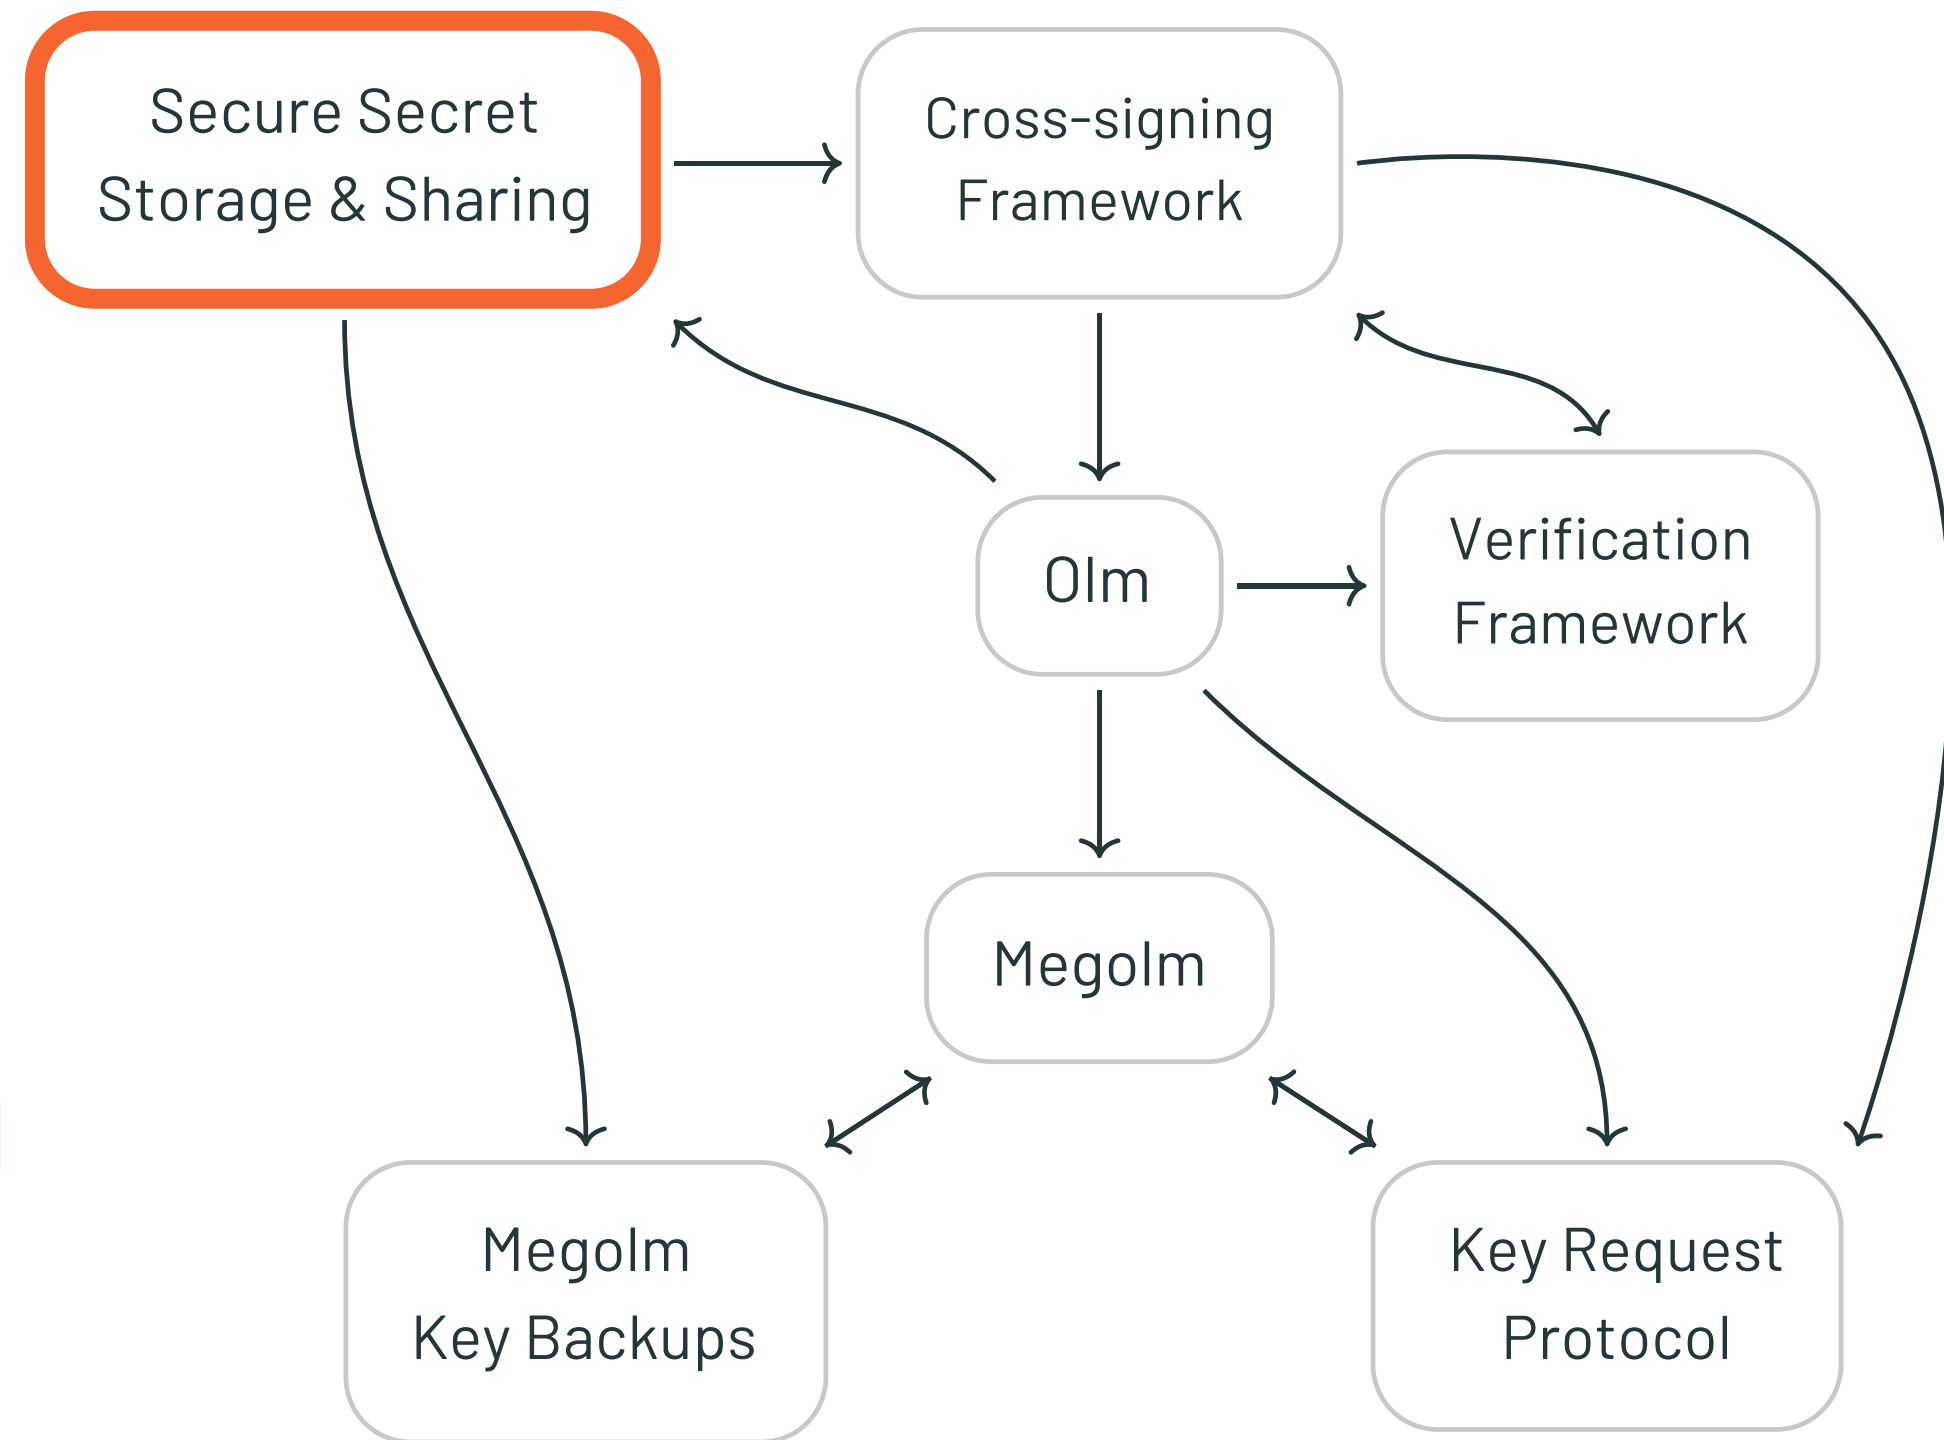 Secure Secret
Storage & Sharing
Cross-signing
Framework
Olm
Verification
Framework
Megolm
Megolm
Key Backups
Key Request
Protocol